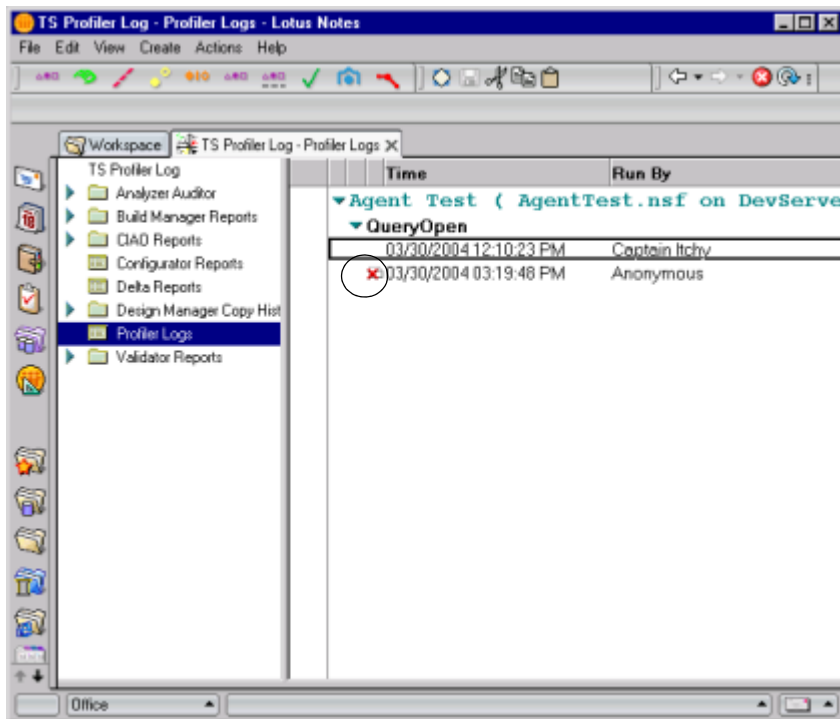 TS Profiler Log - Profiler Logs - Lotus Notes
File Edit View Create Actions Help
Workspace TS Profiler Log - Profiler Logs
TS Profiler Log
Analyzer Auditor
Build Manager Reports
CIAO Reports
Configurator Reports
Delta Reports
Design Manager Copy Hist
Profiler Logs
Validator Reports
Time Run By
Agent Test ( AgentTest.nsf on DevServe
QueryOpen
03/30/2004 12:10:23 PM Captain Itchy
03/30/2004 03:19:48 PM Anonymous
Office